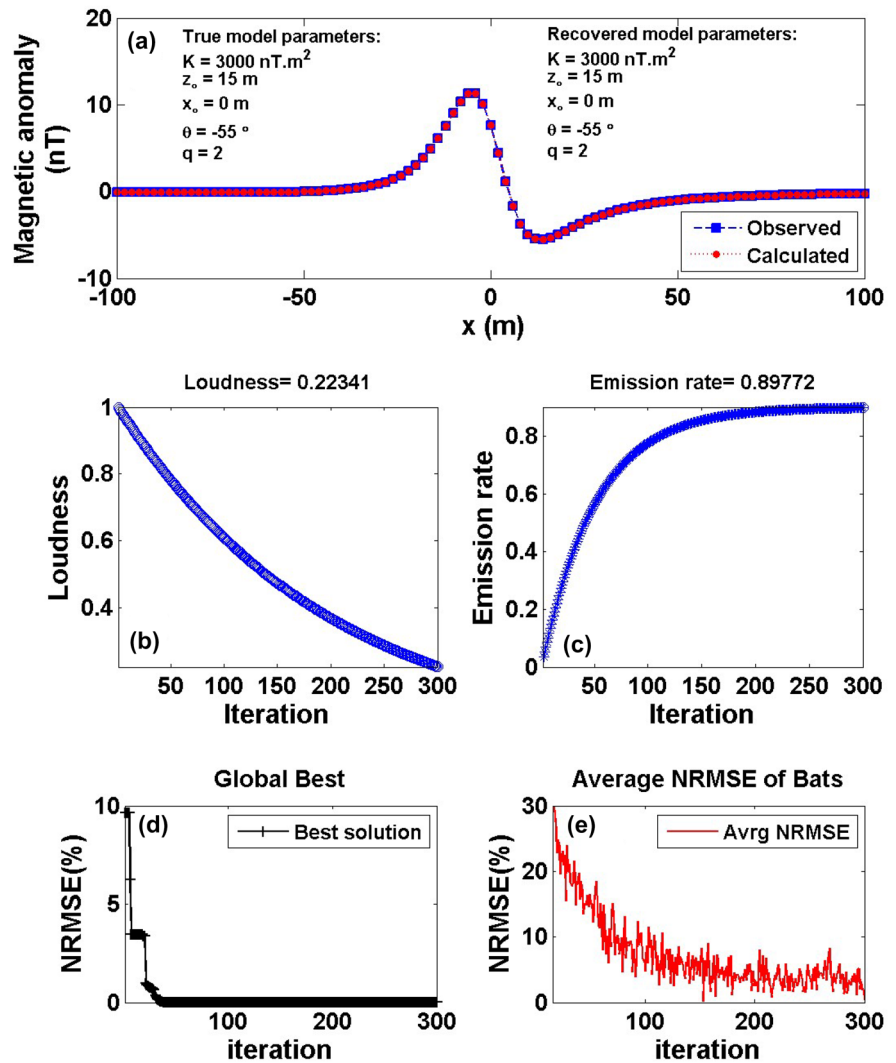 (a)
True model parameters:
K = 3000 nT.m²
zₒ = 15 m
xₒ = 0 m
θ = -55 °
q = 2
Recovered model parameters:
K = 3000 nT.m²
zₒ = 15 m
xₒ = 0 m
θ = -55 °
q = 2
Magnetic anomaly
(nT)
20
10
0
-10
Observed
Calculated
-100
-50
0
50
100
x (m)
Loudness= 0.22341
Loudness
1
0.8
0.6
0.4
(b)
50
100
150
200
250
300
Iteration
Emission rate= 0.89772
Emission rate
0.8
0.6
0.4
0.2
0
(c)
50
100
150
200
250
300
Iteration
Global Best
NRMSE(%)
10
5
0
(d)
Best solution
100
200
300
iteration
Average NRMSE of Bats
NRMSE(%)
30
20
10
0
(e)
Avrg NRMSE
100
200
300
iteration